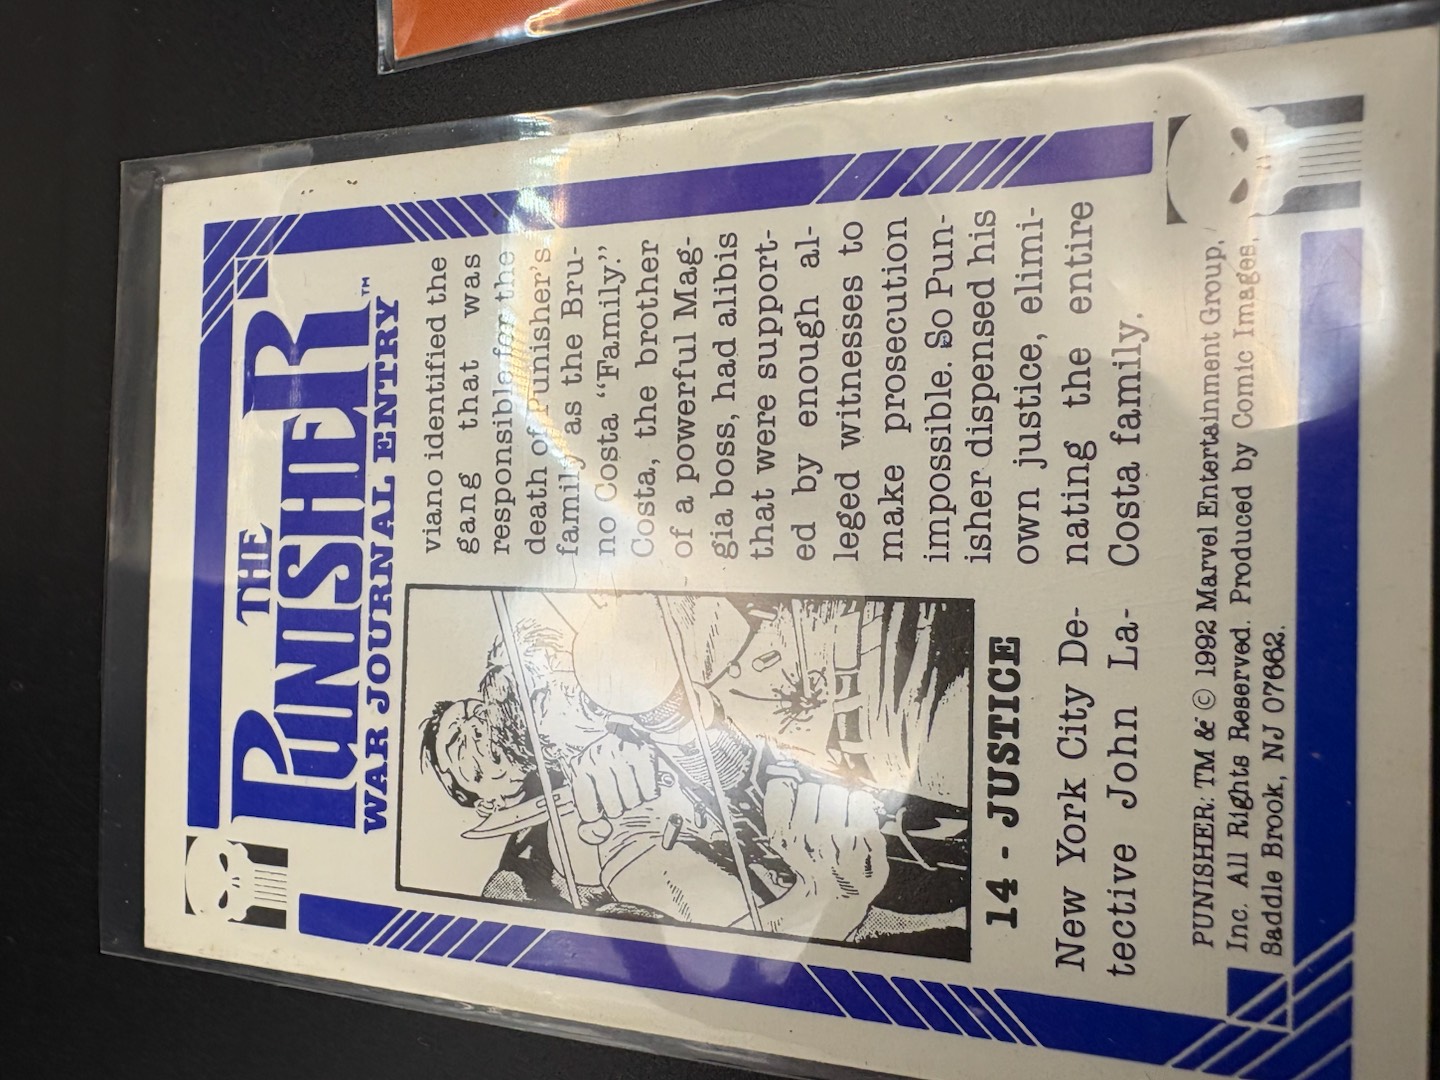 THE
PUNISHER™
WAR JOURNAL ENTRY
14 - JUSTICE
New York City De-
tective John La-
viano identified the
gang that was
responsible for the
death of Punisher's
family as the Bru-
no Costa “Family.”
Costa, the brother
of a powerful Mag-
gia boss, had alibis
that were support-
ed by enough al-
leged witnesses to
make prosecution
impossible. So Pun-
isher dispensed his
own justice, elimi-
nating the entire
Costa family.
PUNISHER: TM & © 1992 Marvel Entertainment Group,
Inc. All Rights Reserved. Produced by Comic Images,
Saddle Brook, NJ 07662.